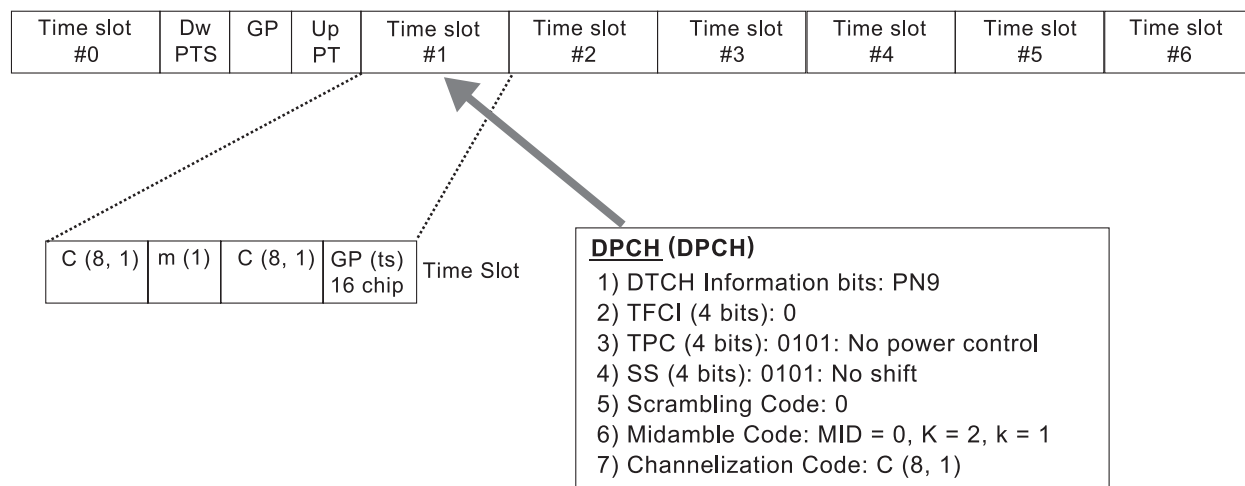 Time slot #0
Dw PTS
GP
Up PT
Time slot #1
Time slot #2
Time slot #3
Time slot #4
Time slot #5
Time slot #6
C (8, 1)
m (1)
C (8, 1)
GP (ts) 16 chip
Time Slot
DPCH (DPCH)
1) DTCH Information bits: PN9
2) TFCI (4 bits): 0
3) TPC (4 bits): 0101: No power control
4) SS (4 bits): 0101: No shift
5) Scrambling Code: 0
6) Midamble Code: MID = 0, K = 2, k = 1
7) Channelization Code: C (8, 1)